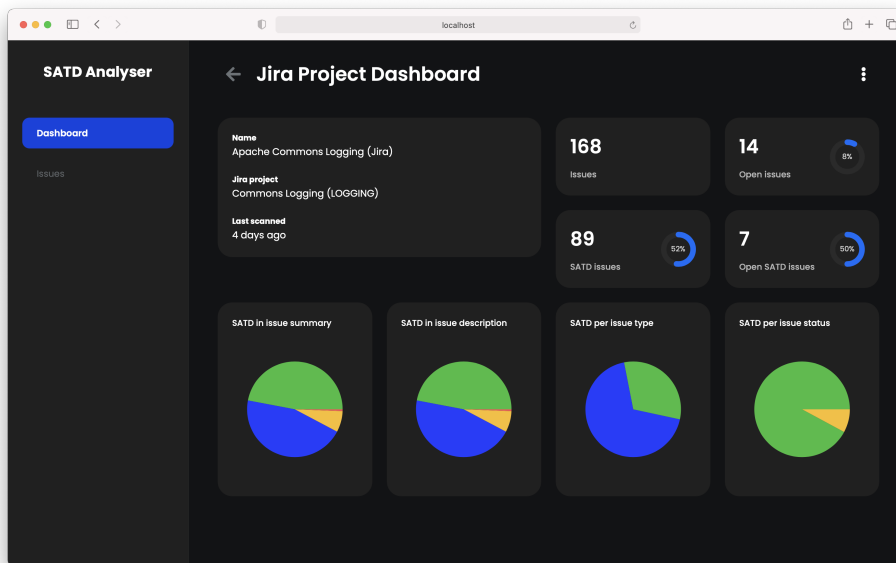 localhost
SATD Analyser
Dashboard
Issues
Jira Project Dashboard
Name
Apache Commons Logging (Jira)
Jira project
Commons Logging (LOGGING)
Last scanned
4 days ago
168
Issues
14
Open issues
8%
89
SATD issues
52%
7
Open SATD issues
50%
SATD in issue summary
SATD in issue description
SATD per issue type
SATD per issue status